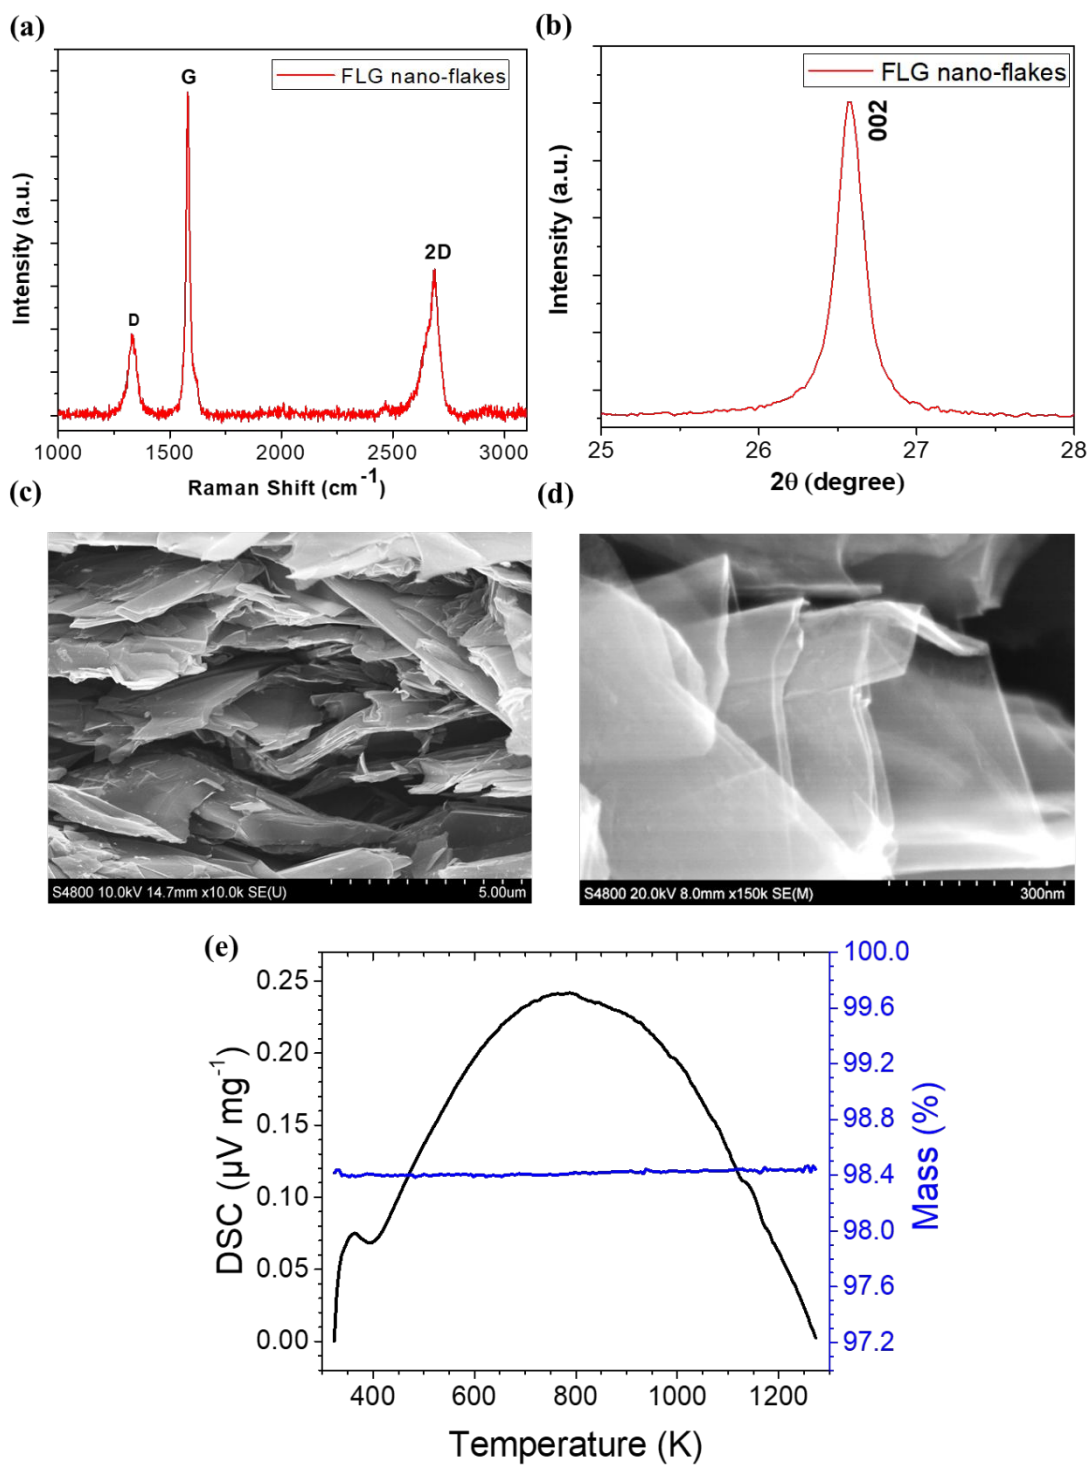 (a)
FLG nano-flakes
G
2D
D
Intensity (a.u.)
1000 1500 2000 2500 3000
Raman Shift (cm-1)
(b)
FLG nano-flakes
002
Intensity (a.u.)
25 26 27 28
2θ (degree)
(c)
S4800 10.0kV 14.7mm x10.0k SE(U) 5.00um
(d)
S4800 20.0kV 8.0mm x150k SE(M) 300nm
(e)
0.25
0.20
0.15
0.10
0.05
0.00
DSC (µV mg-1)
100.0
99.6
99.2
98.8
98.4
98.0
97.6
97.2
Mass (%)
400 600 800 1000 1200
Temperature (K)